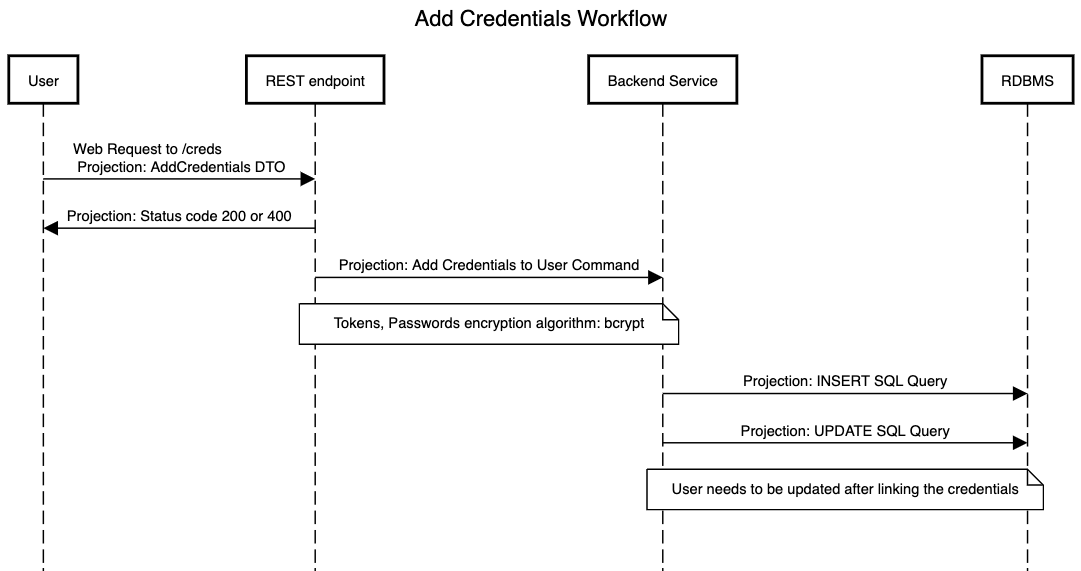 Add Credentials Workflow
User
REST endpoint
Backend Service
RDBMS
Web Request to /creds
Projection: AddCredentials DTO
Projection: Status code 200 or 400
Projection: Add Credentials to User Command
Tokens, Passwords encryption algorithm: bcrypt
Projection: INSERT SQL Query
Projection: UPDATE SQL Query
User needs to be updated after linking the credentials